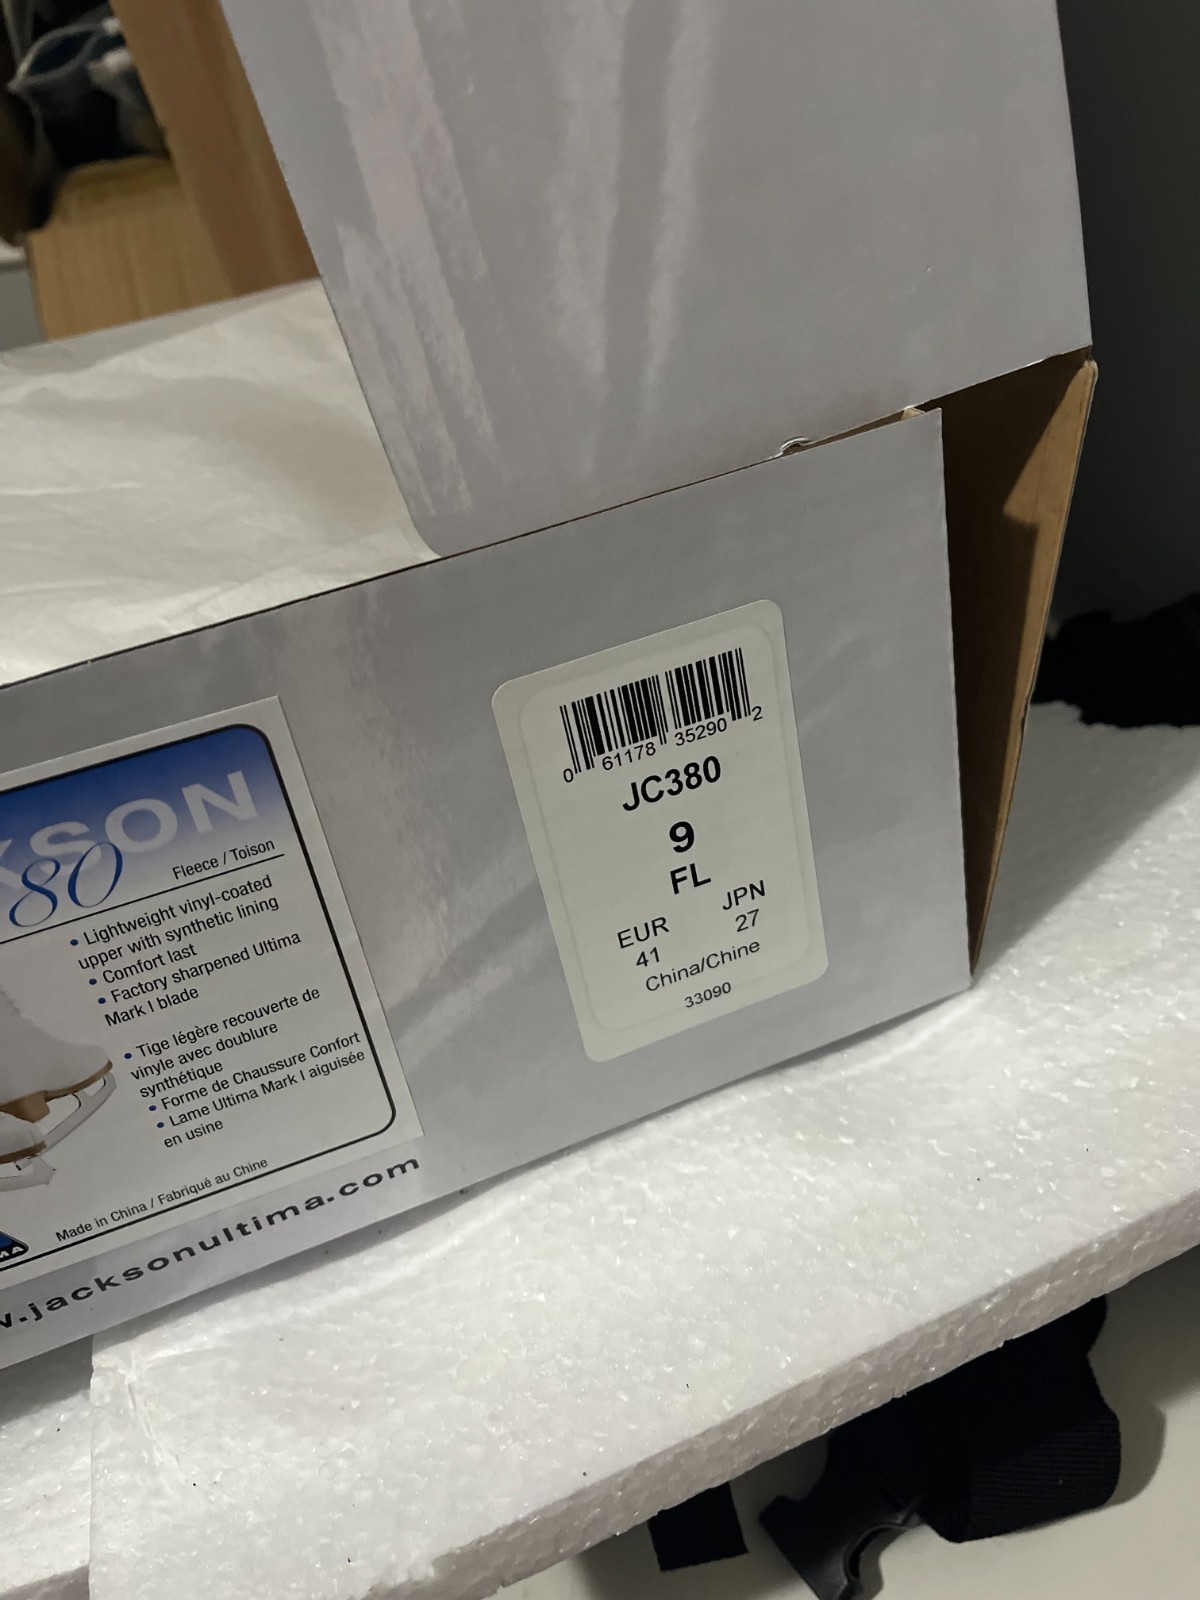 KSON
80
Fleece / Toison
• Lightweight vinyl-coated
upper with synthetic lining
• Comfort last
• Factory sharpened Ultima
Mark I blade
• Tige légère recouverte de
vinyle avec doublure
synthétique
• Forme de Chaussure Confort
• Lame Ultima Mark I aiguisée
en usine
Made in China / Fabriqué au Chine
MA
w.jacksonultima.com
0 61178 35290 2
JC380
9
FL
EUR JPN
41 27
China/Chine
33090